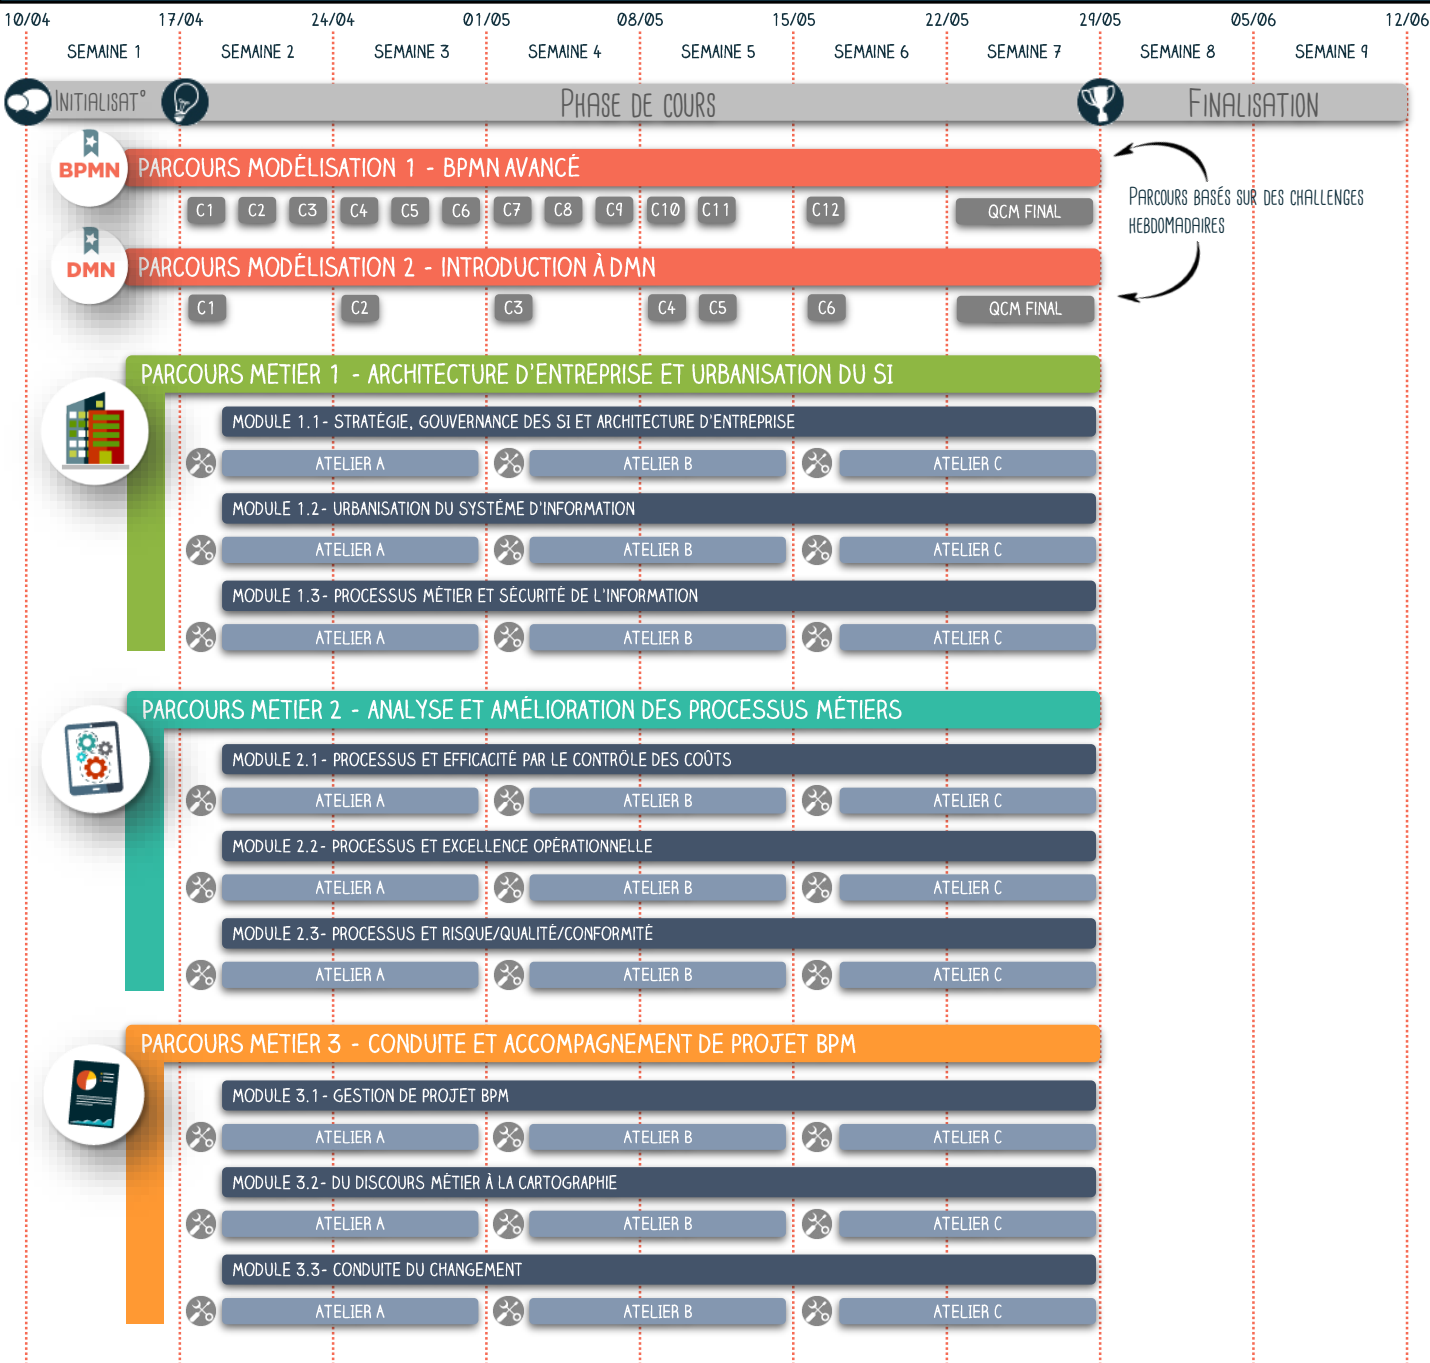 10/04 17/04 24/04 01/05 08/05 15/05 22/05 29/05 05/06 12/06
SEMAINE 1 SEMAINE 2 SEMAINE 3 SEMAINE 4 SEMAINE 5 SEMAINE 6 SEMAINE 7 SEMAINE 8 SEMAINE 9
INITIALISAT° PHASE DE COURS FINALISATION
BPMN PARCOURS MODÉLISATION 1 - BPMN AVANCÉ
C1 C2 C3 C4 C5 C6 C7 C8 C9 C10 C11 C12 QCM FINAL
PARCOURS BASÉS SUR DES CHALLENGES
HEBDOMADAIRES
DMN PARCOURS MODÉLISATION 2 - INTRODUCTION À DMN
C1 C2 C3 C4 C5 C6 QCM FINAL
PARCOURS METIER 1 - ARCHITECTURE D'ENTREPRISE ET URBANISATION DU SI
MODULE 1.1- STRATÉGIE, GOUVERNANCE DES SI ET ARCHITECTURE D'ENTREPRISE
ATELIER A ATELIER B ATELIER C
MODULE 1.2- URBANISATION DU SYSTÈME D'INFORMATION
ATELIER A ATELIER B ATELIER C
MODULE 1.3- PROCESSUS MÉTIER ET SÉCURITÉ DE L'INFORMATION
ATELIER A ATELIER B ATELIER C
PARCOURS METIER 2 - ANALYSE ET AMÉLIORATION DES PROCESSUS MÉTIERS
MODULE 2.1- PROCESSUS ET EFFICACITÉ PAR LE CONTRÔLE DES COÛTS
ATELIER A ATELIER B ATELIER C
MODULE 2.2- PROCESSUS ET EXCELLENCE OPÉRATIONNELLE
ATELIER A ATELIER B ATELIER C
MODULE 2.3- PROCESSUS ET RISQUE/QUALITÉ/CONFORMITÉ
ATELIER A ATELIER B ATELIER C
PARCOURS METIER 3 - CONDUITE ET ACCOMPAGNEMENT DE PROJET BPM
MODULE 3.1- GESTION DE PROJET BPM
ATELIER A ATELIER B ATELIER C
MODULE 3.2- DU DISCOURS MÉTIER À LA CARTOGRAPHIE
ATELIER A ATELIER B ATELIER C
MODULE 3.3- CONDUITE DU CHANGEMENT
ATELIER A ATELIER B ATELIER C